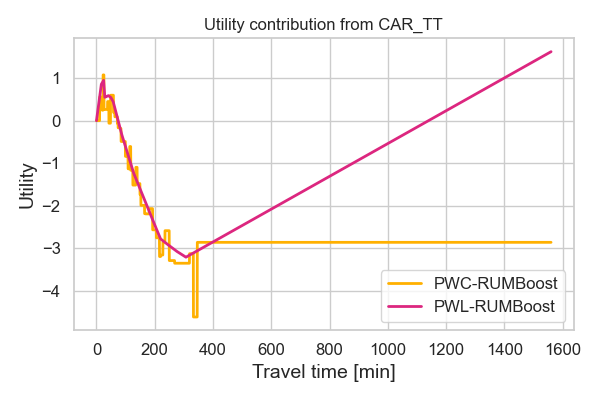 Utility contribution from CAR_TT
Utility
1
0
−1
−2
−3
−4
PWC-RUMBoost
PWL-RUMBoost
0 200 400 600 800 1000 1200 1400 1600
Travel time [min]